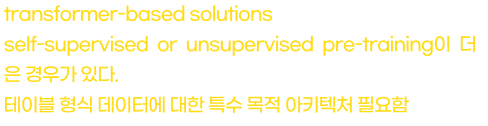 transformer-based solutions
self-supervised or unsupervised pre-training이 더
은 경우가 있다.
테이블 형식 데이터에 대한 특수 목적 아키텍처 필요함